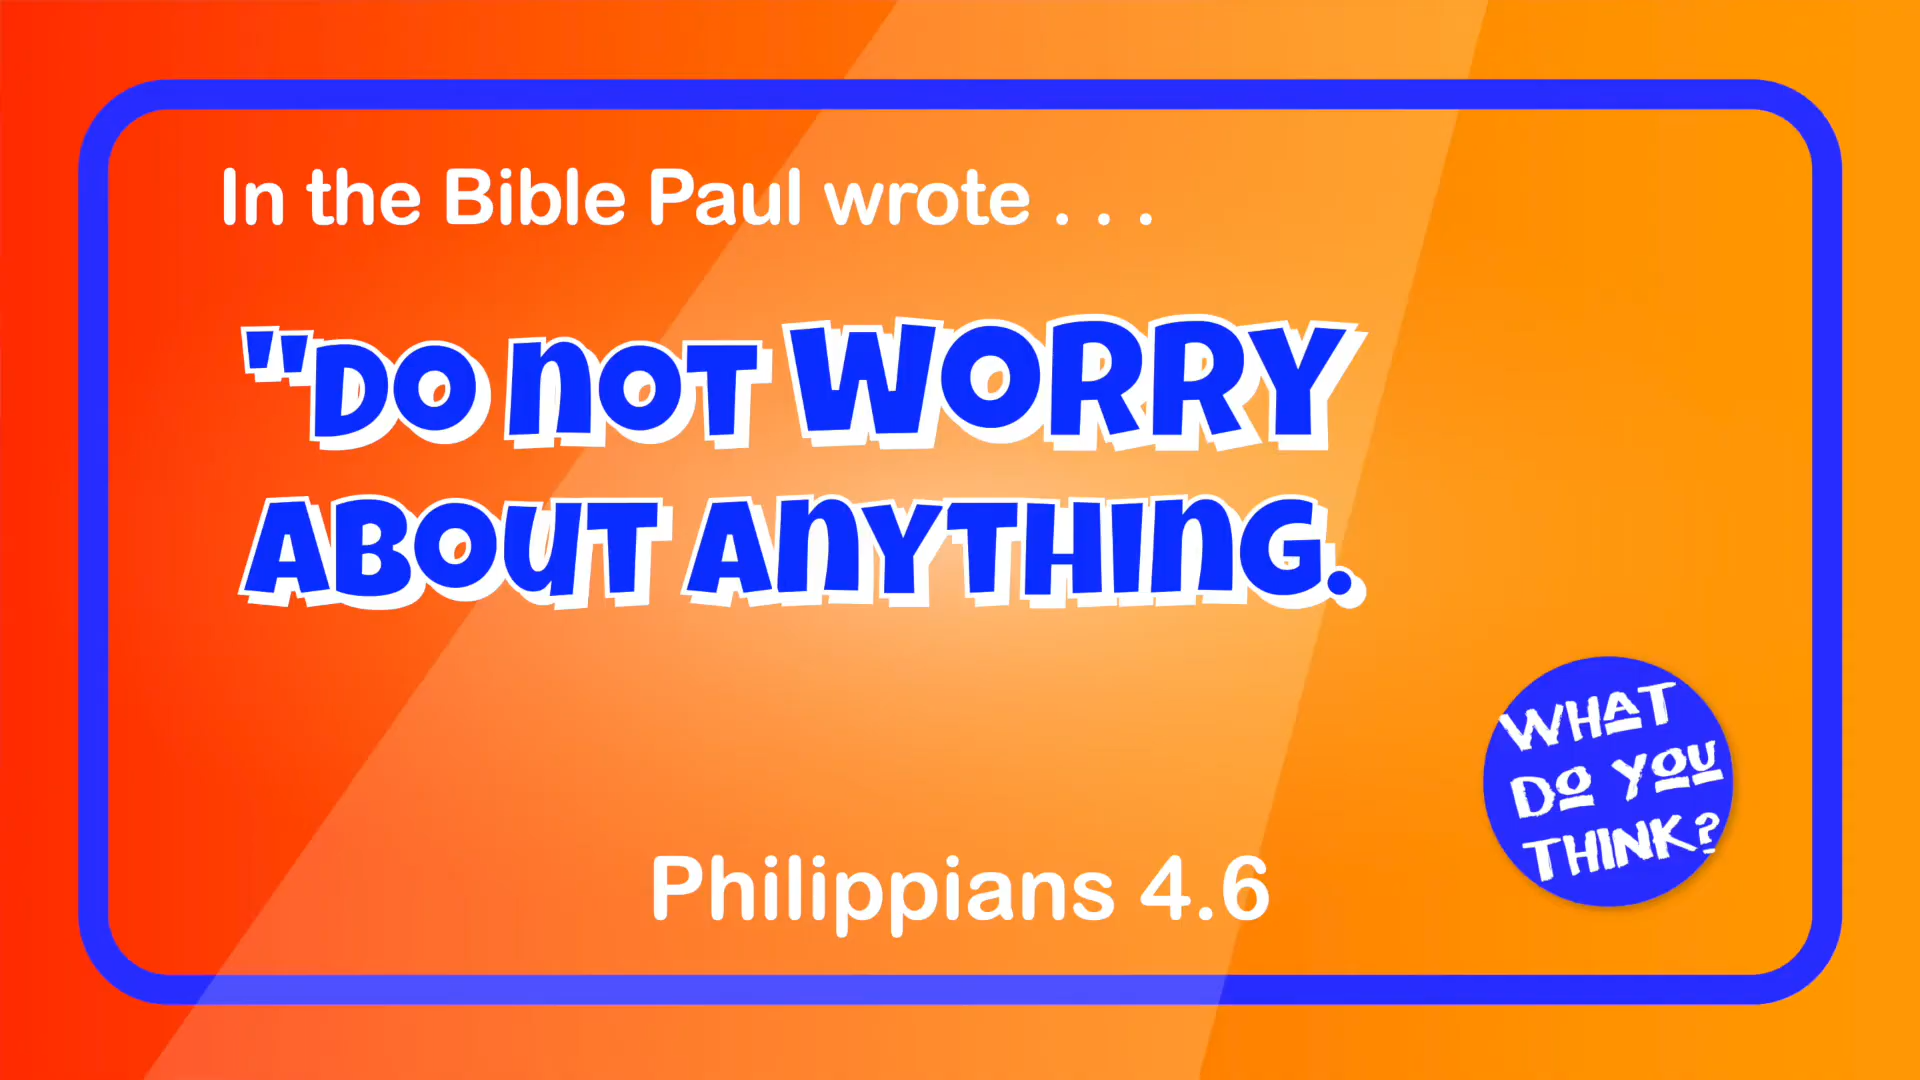 In the Bible Paul wrote . . .
"DO NOT WORRY
ABOUT ANYTHING.
WHAT
DO YOU
THINK?
Philippians 4.6